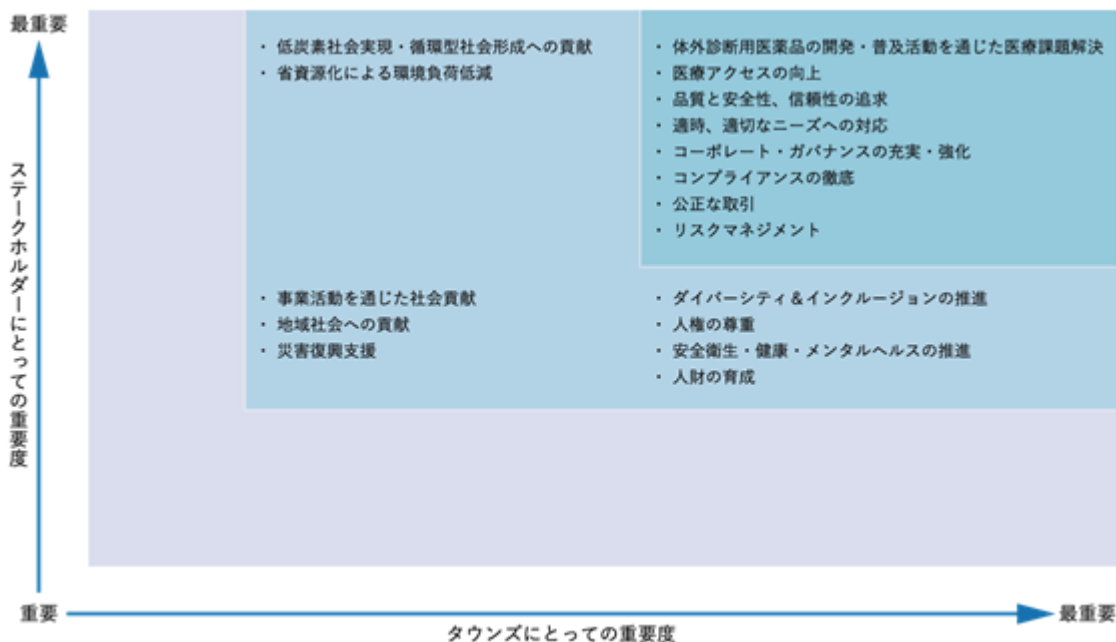 最重要
・ 低炭素社会実現・循環型社会形成への貢献
・ 省資源化による環境負荷低減
・ 体外診断用医薬品の開発・普及活動を通じた医療課題解決
・ 医療アクセスの向上
・ 品質と安全性、信頼性の追求
・ 適時、適切なニーズへの対応
・ コーポレート・ガバナンスの充実・強化
・ コンプライアンスの徹底
・ 公正な取引
・ リスクマネジメント
ステークホルダーにとっての重要度
・ 事業活動を通じた社会貢献
・ 地域社会への貢献
・ 災害復興支援
・ ダイバーシティ＆インクルージョンの推進
・ 人権の尊重
・ 安全衛生・健康・メンタルヘルスの推進
・ 人財の育成
重要
最重要
タウンズにとっての重要度